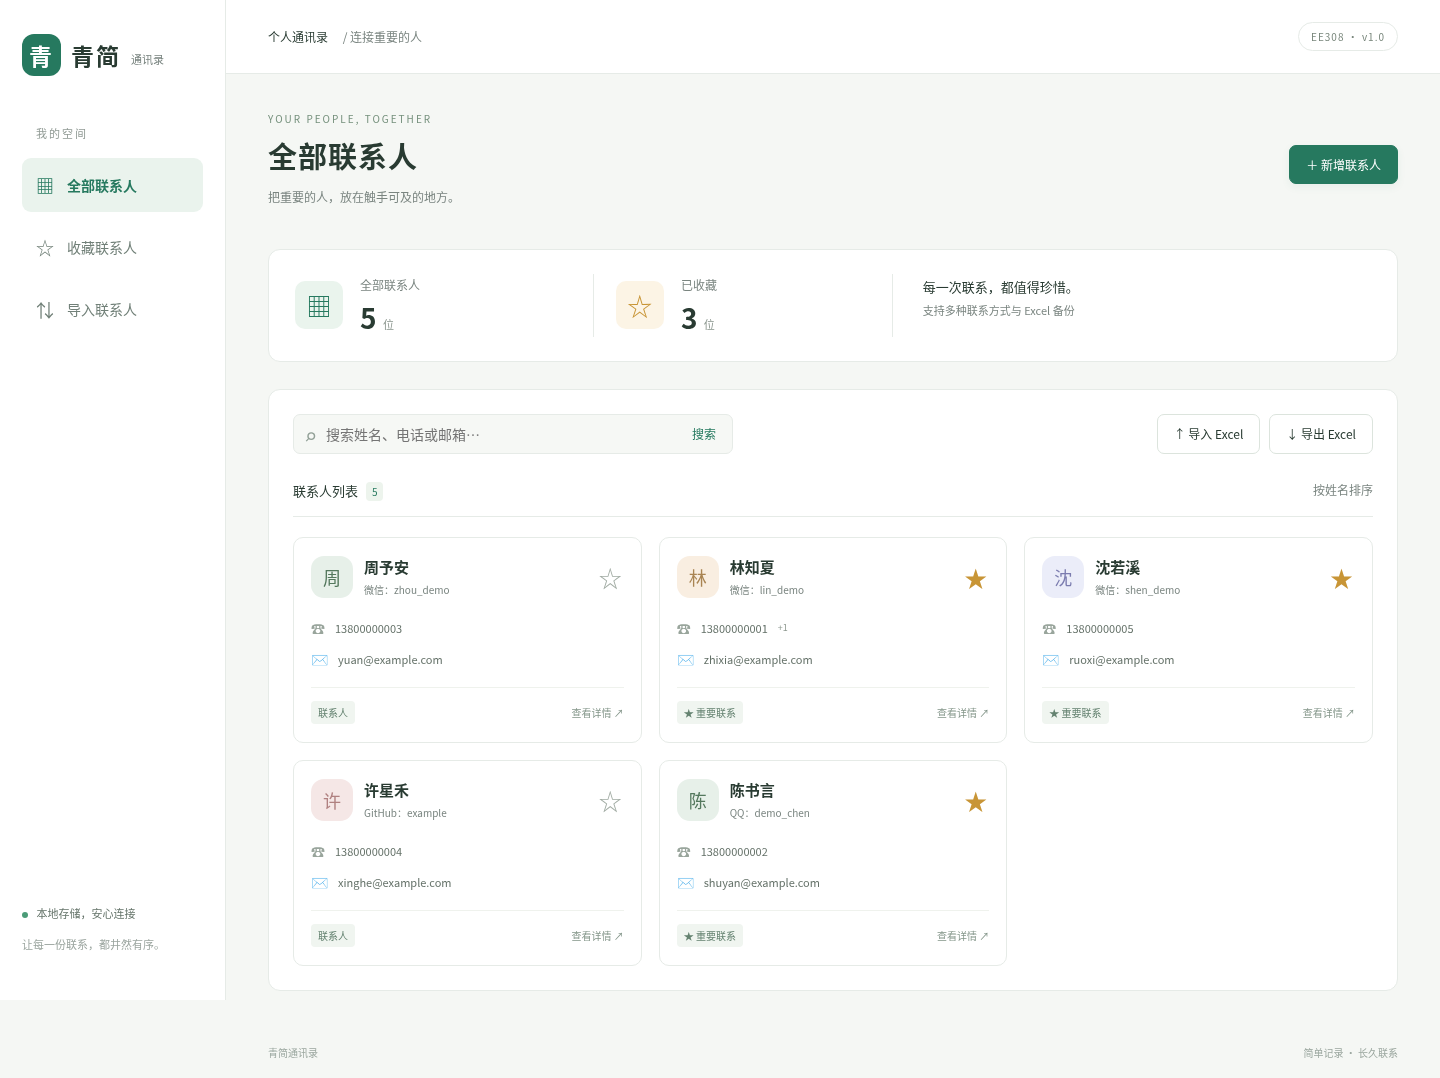 青 青简 通讯录
我的空间
全部联系人
收藏联系人
导入联系人
本地存储，安心连接
让每一份联系，都井然有序。
个人通讯录 / 连接重要的人
EE308 · v1.0
YOUR PEOPLE, TOGETHER
全部联系人
把重要的人，放在触手可及的地方。
＋ 新增联系人
全部联系人
5 位
已收藏
3 位
每一次联系，都值得珍惜。
支持多种联系方式与 Excel 备份
搜索姓名、电话或邮箱…
搜索
↑ 导入 Excel
↓ 导出 Excel
联系人列表 5
按姓名排序
周
周予安
微信：zhou_demo
☆
☎ 13800000003
✉️ yuan@example.com
联系人
查看详情 ↗
林
林知夏
微信：lin_demo
★
☎ 13800000001 +1
✉️ zhixia@example.com
★ 重要联系
查看详情 ↗
沈
沈若溪
微信：shen_demo
★
☎ 13800000005
✉️ ruoxi@example.com
★ 重要联系
查看详情 ↗
许
许星禾
GitHub：example
☆
☎ 13800000004
✉️ xinghe@example.com
联系人
查看详情 ↗
陈
陈书言
QQ：demo_chen
★
☎ 13800000002
✉️ shuyan@example.com
★ 重要联系
查看详情 ↗
青简通讯录
简单记录 · 长久联系